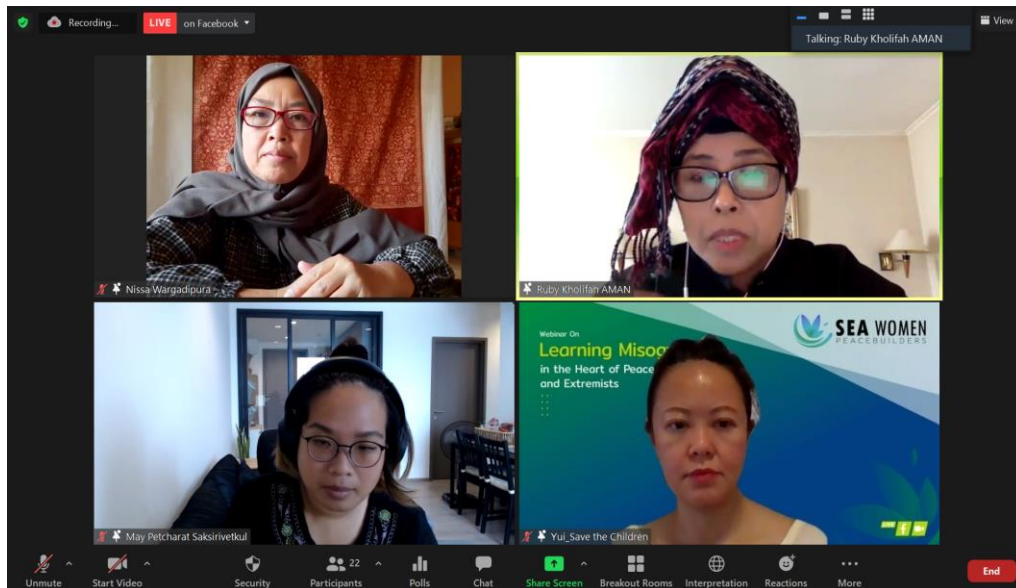 Recording...
LIVE
on Facebook
Talking: Ruby Kholifah AMAN
View
Nissa Wargadipura
Ruby Kholifah AMAN
Webinar On
Learning Misog
in the Heart of Peace
and Extremists
SEA WOMEN
PEACEBUILDERS
LIVE
May Petcharat Saksirivetkul
Yui_Save the Children
Unmute
Start Video
Security
22
Participants
Polls
Chat
Share Screen
Breakout Rooms
Interpretation
Reactions
More
End